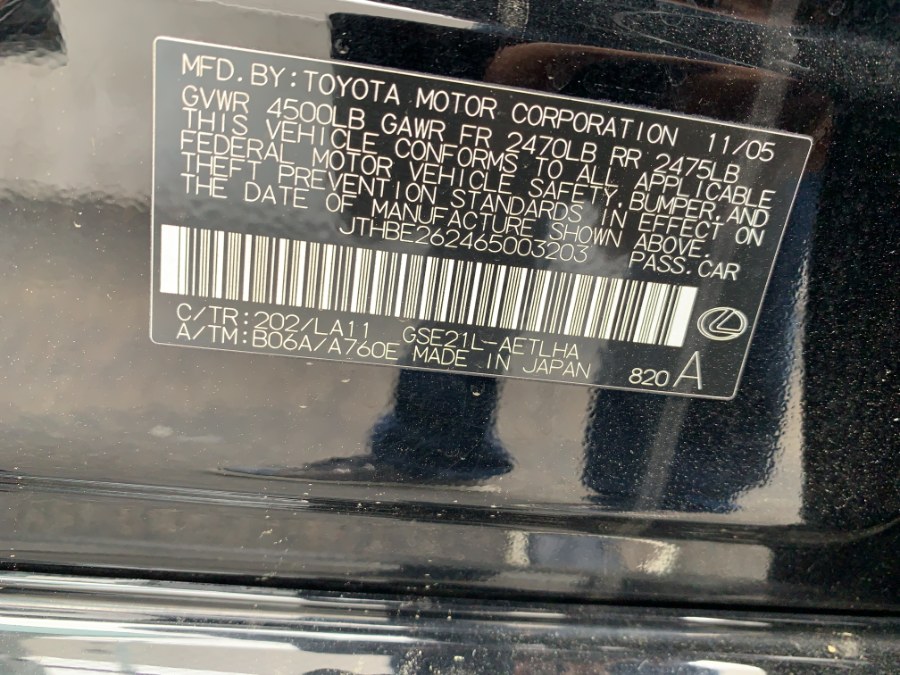 MFD. BY: TOYOTA MOTOR CORPORATION 11/05
GVWR 4500LB GAWR FR 2470LB RR 2475LB
THIS VEHICLE CONFORMS TO ALL APPLICABLE
FEDERAL MOTOR VEHICLE SAFETY, BUMPER, AND
THEFT PREVENTION STANDARDS IN EFFECT ON
THE DATE OF MANUFACTURE SHOWN ABOVE.
JTHBE262465003203 PASS. CAR
C/TR: 202/LA11 GSE21L-AETLHA
A/TM: B06A/A760E MADE IN JAPAN
820 A